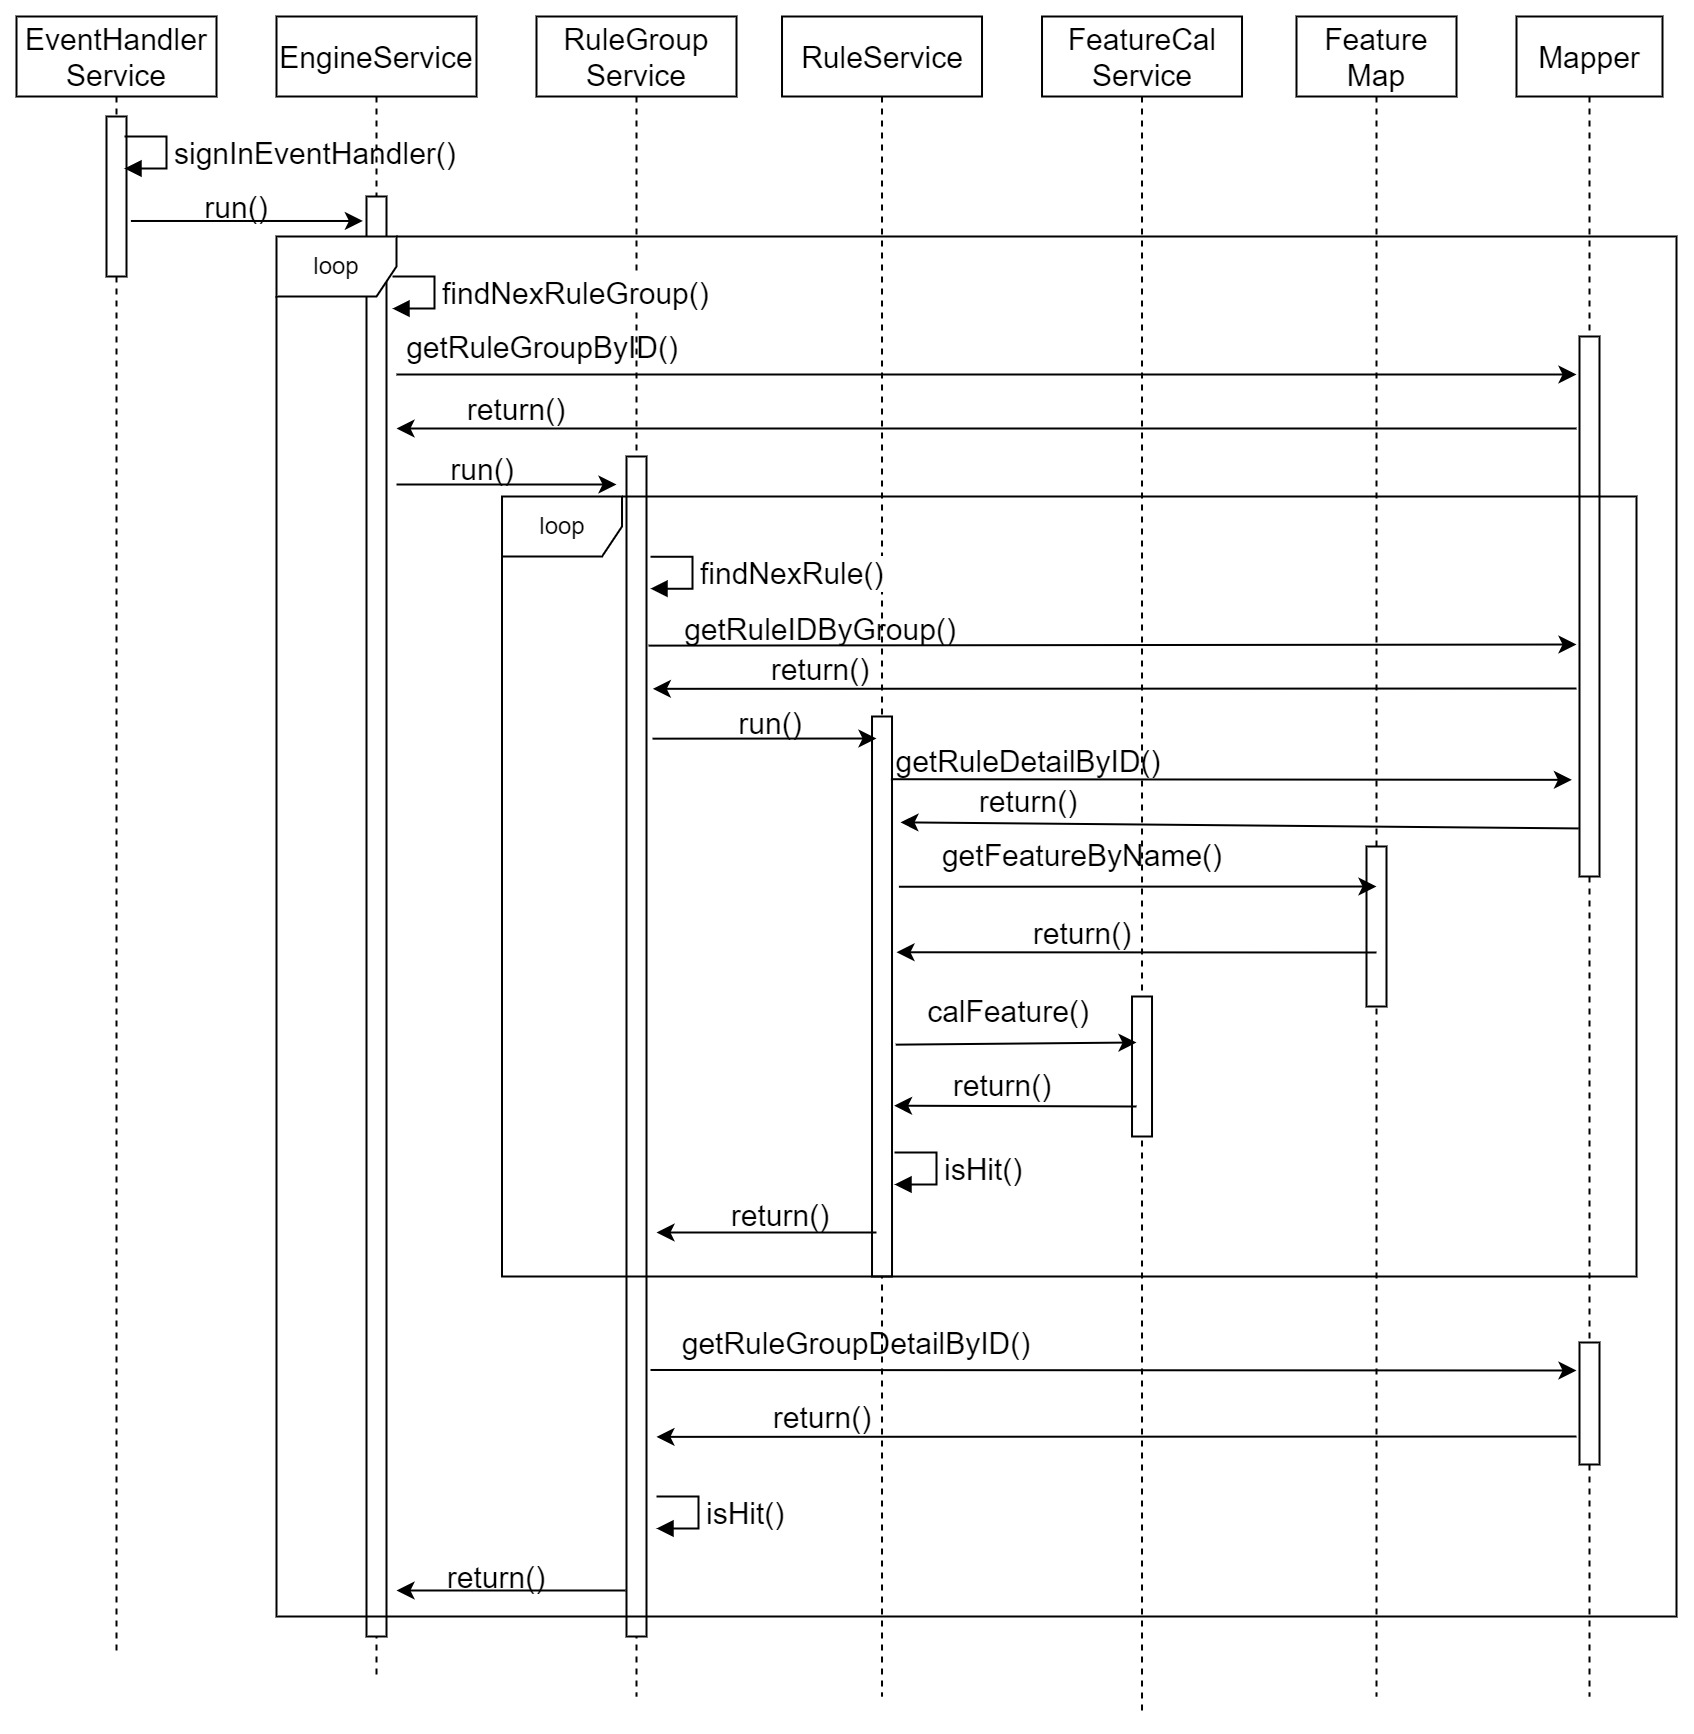 EventHandler
Service
EngineService
RuleGroup
Service
RuleService
FeatureCal
Service
Feature
Map
Mapper
signInEventHandler()
run()
loop
findNexRuleGroup()
getRuleGroupByID()
return()
run()
loop
findNexRule()
getRuleIDByGroup()
return()
run()
getRuleDetailByID()
return()
getFeatureByName()
return()
calFeature()
return()
isHit()
return()
getRuleGroupDetailByID()
return()
isHit()
return()